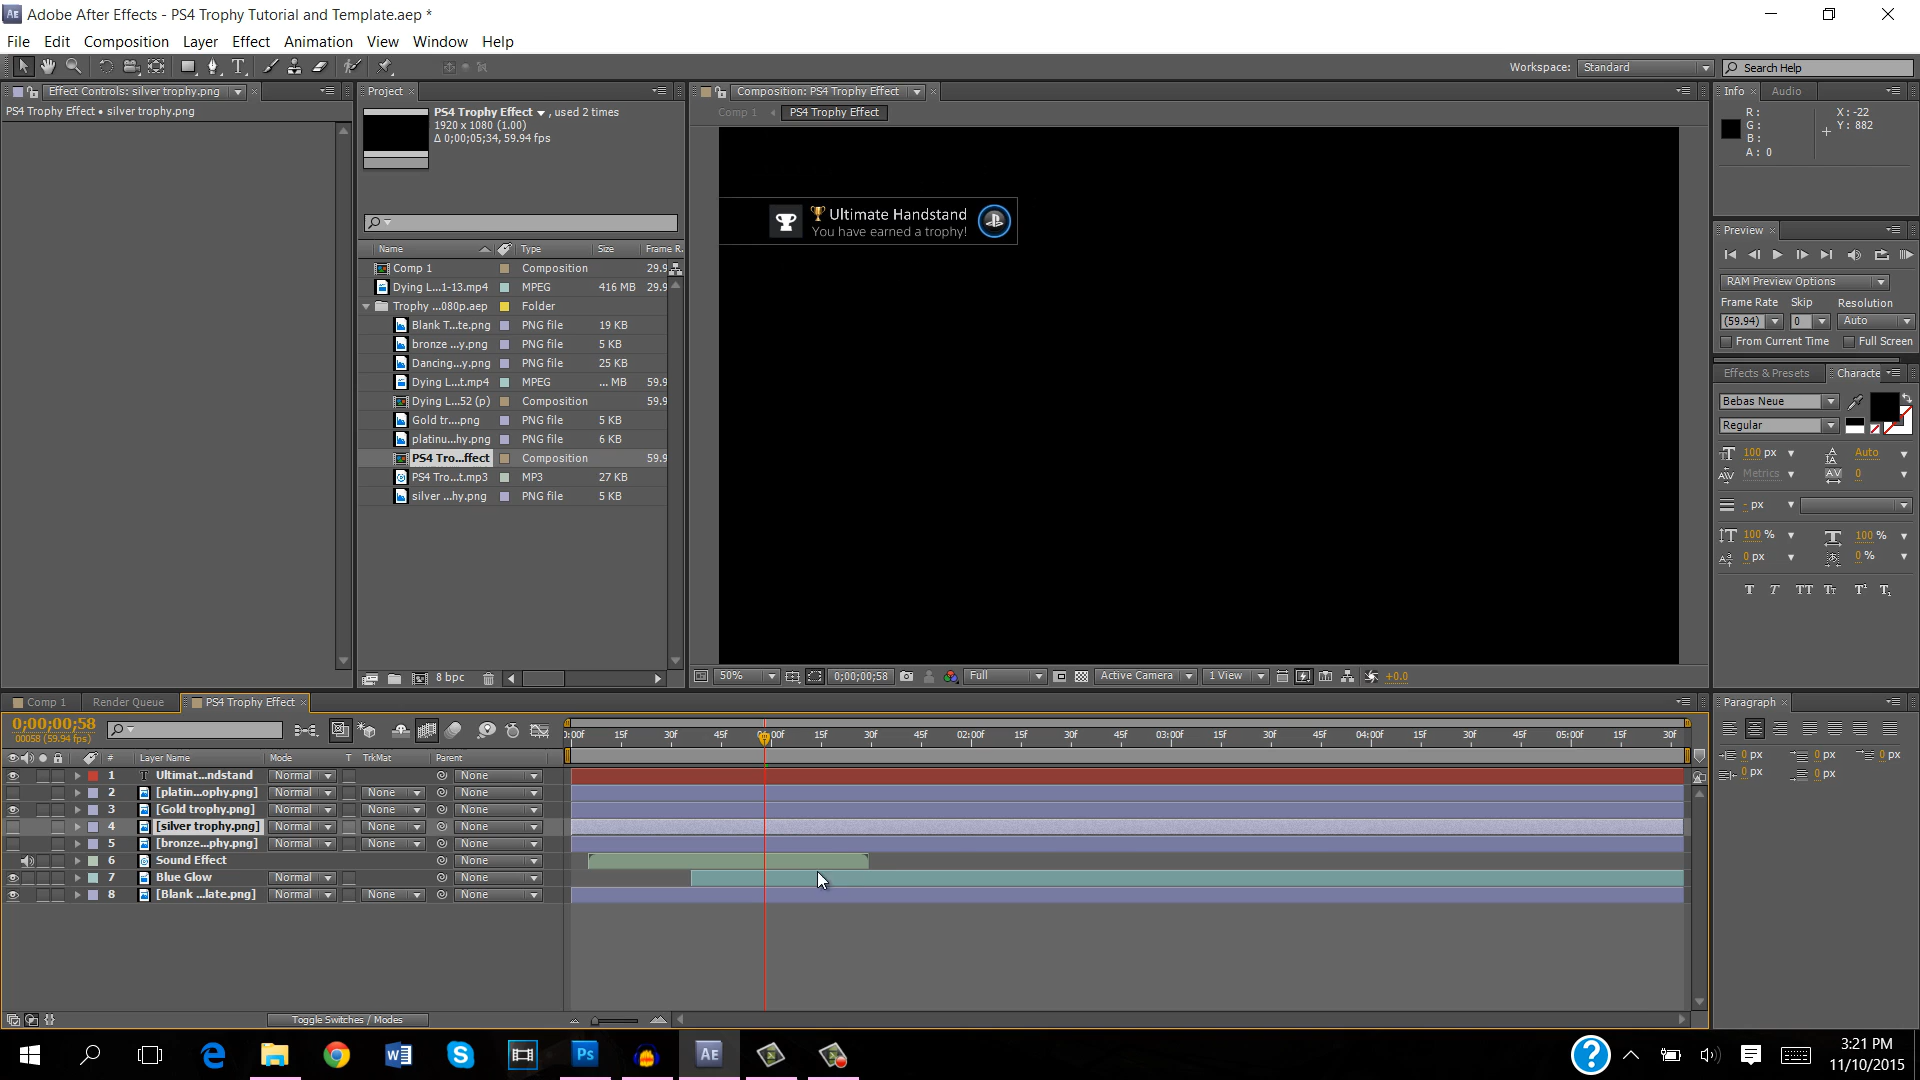 Adobe After Effects - PS4 Trophy Tutorial and Template.aep *
File Edit Composition Layer Effect Animation View Window Help
Workspace: Standard Search Help
Effect Controls: silver trophy.png
PS4 Trophy Effect • silver trophy.png
Project
PS4 Trophy Effect , used 2 times
1920 x 1080 (1.00)
Δ 0;00;05;34, 59.94 fps
Name Type Size Frame R.
Comp 1 Composition 29.9
Dying L...1-13.mp4 MPEG 416 MB 29.9
Trophy ...080p.aep Folder
Blank T...te.png PNG file 19 KB
bronze ...y.png PNG file 5 KB
Dancing...y.png PNG file 25 KB
Dying L...t.mp4 MPEG ... MB 59.9
Dying L...52 (p) Composition 59.9
Gold tr....png PNG file 5 KB
platinu...hy.png PNG file 6 KB
PS4 Tro...ffect Composition 59.9
PS4 Tro...t.mp3 MP3 27 KB
silver ...hy.png PNG file 5 KB
8 bpc
Composition: PS4 Trophy Effect
Comp 1 PS4 Trophy Effect
Ultimate Handstand
You have earned a trophy!
50% 0;00;00;58 Full Active Camera 1 View +0.0
Info Audio
R: X: -22
G: Y: 882
B:
A: 0
Preview
RAM Preview Options
Frame Rate Skip Resolution
(59.94) 0 Auto
From Current Time Full Screen
Effects & Presets Characte
Bebas Neue
Regular
100 px Auto
Metrics 0
- px
100 % 100 %
0 px 0 %
T T TT Tr T¹ T₁
Paragraph
0 px 0 px 0 px
0 px 0 px
Comp 1 Render Queue PS4 Trophy Effect
0;00;00;58
00058 (59.94 fps)
0:00f 15f 30f 45f 00f 15f 30f 45f 02:00f 15f 30f 45f 03:00f 15f 30f 45f 04:00f 15f 30f 45f 05:00f 15f 30f
# Layer Name Mode T TrkMat Parent
1 T Ultimat...ndstand Normal None
2 [platin...ophy.png] Normal None None
3 [Gold trophy.png] Normal None None
4 [silver trophy.png] Normal None None
5 [bronze...phy.png] Normal None None
6 Sound Effect None
7 Blue Glow Normal None
8 [Blank ...late.png] Normal None None
Toggle Switches / Modes
Ps AE
3:21 PM
11/10/2015